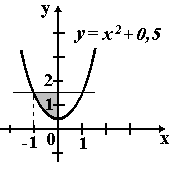 y
y = x² + 0,5
2
1
-1 0 1 x